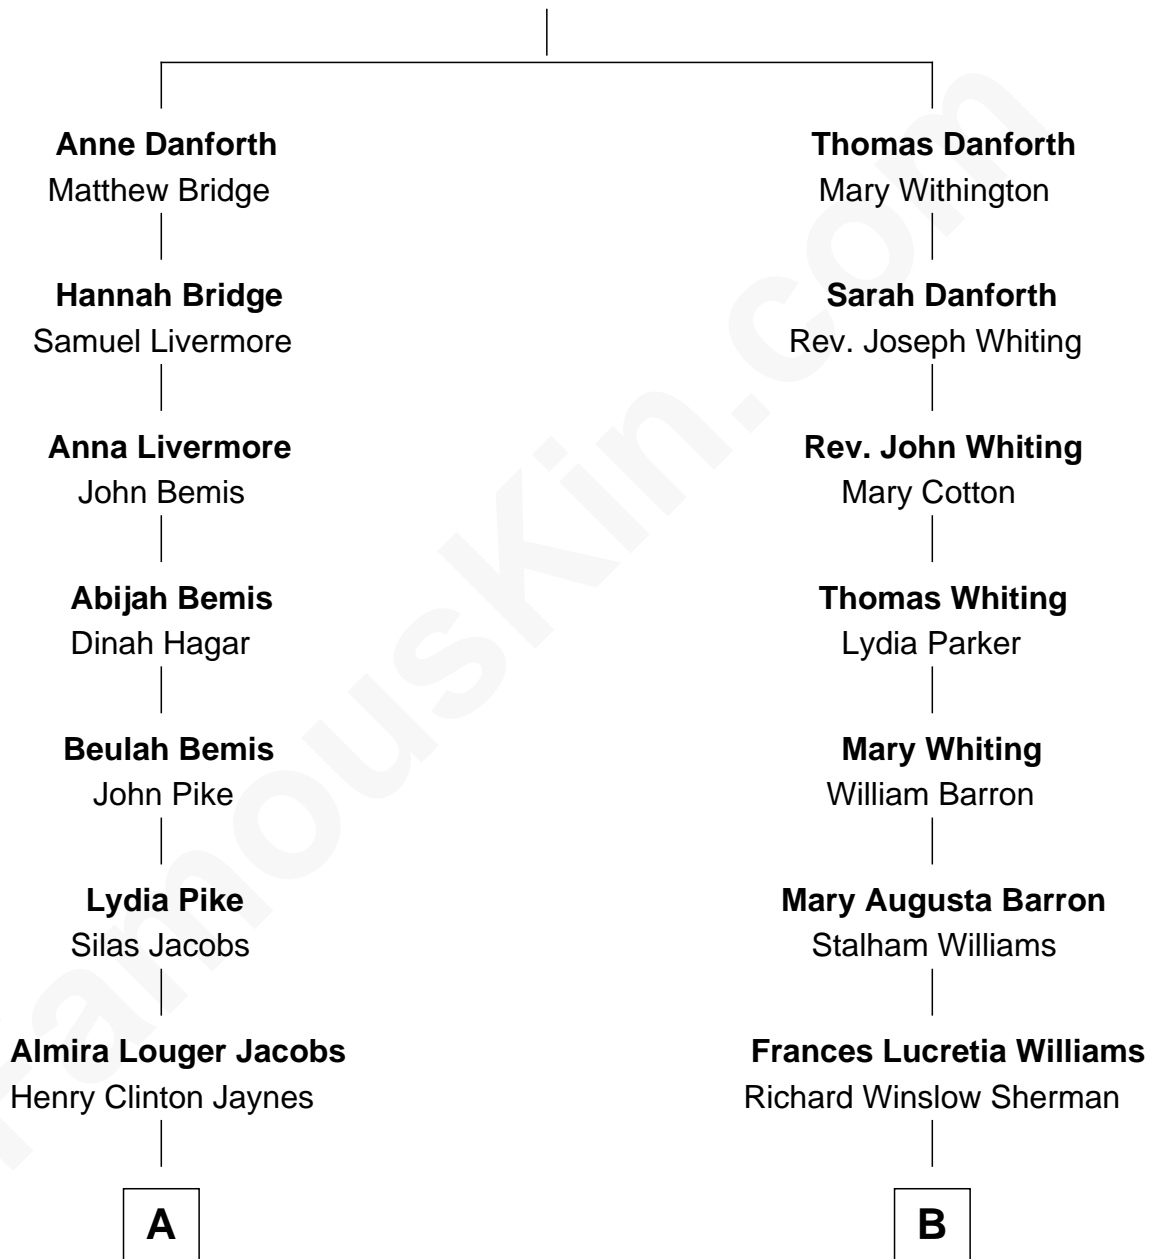 Anne Danforth
Matthew Bridge
Hannah Bridge
Samuel Livermore
Anna Livermore
John Bemis
Abijah Bemis
Dinah Hagar
Beulah Bemis
John Pike
Lydia Pike
Silas Jacobs
Almira Louger Jacobs
Henry Clinton Jaynes
A
Thomas Danforth
Mary Withington
Sarah Danforth
Rev. Joseph Whiting
Rev. John Whiting
Mary Cotton
Thomas Whiting
Lydia Parker
Mary Whiting
William Barron
Mary Augusta Barron
Stalham Williams
Frances Lucretia Williams
Richard Winslow Sherman
B
FamousKin.com